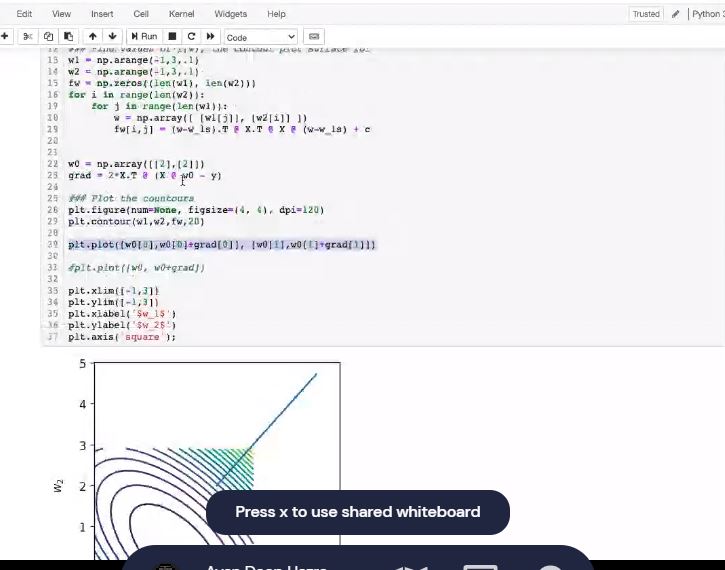 Edit View Insert Cell Kernel Widgets Help Trusted Python 3
Run Code
12 ### Find values of f(w), the contour plot surface for
13 w1 = np.arange(-1,3,.1)
14 w2 = np.arange(-1,3,.1)
15 fw = np.zeros((len(w1), len(w2)))
16 for i in range(len(w2)):
17 for j in range(len(w1)):
18 w = np.array([ [w1[j]], [w2[i]] ])
19 fw[i,j] = (w-w_ls).T @ X.T @ X @ (w-w_ls) + c
20
21
22 w0 = np.array([[2],[2]])
23 grad = 2*X.T @ (X @ w0 - y)
24
25 ### Plot the countours
26 plt.figure(num=None, figsize=(4, 4), dpi=120)
27
29 plt.contour(w1,w2,fw,20)
28
30 plt.plot([w0[0],w0[0]+grad[0]], [w0[1],w0[1]+grad[1]])
31 #plt.plot([w0, w0+grad])
32
33 plt.xlim([-1,3])
34 plt.ylim([-1,3])
35 plt.xlabel('$w_1$')
36 plt.ylabel('$w_2$')
37 plt.axis('square');
5
4
3
2
1
w2
Press x to use shared whiteboard